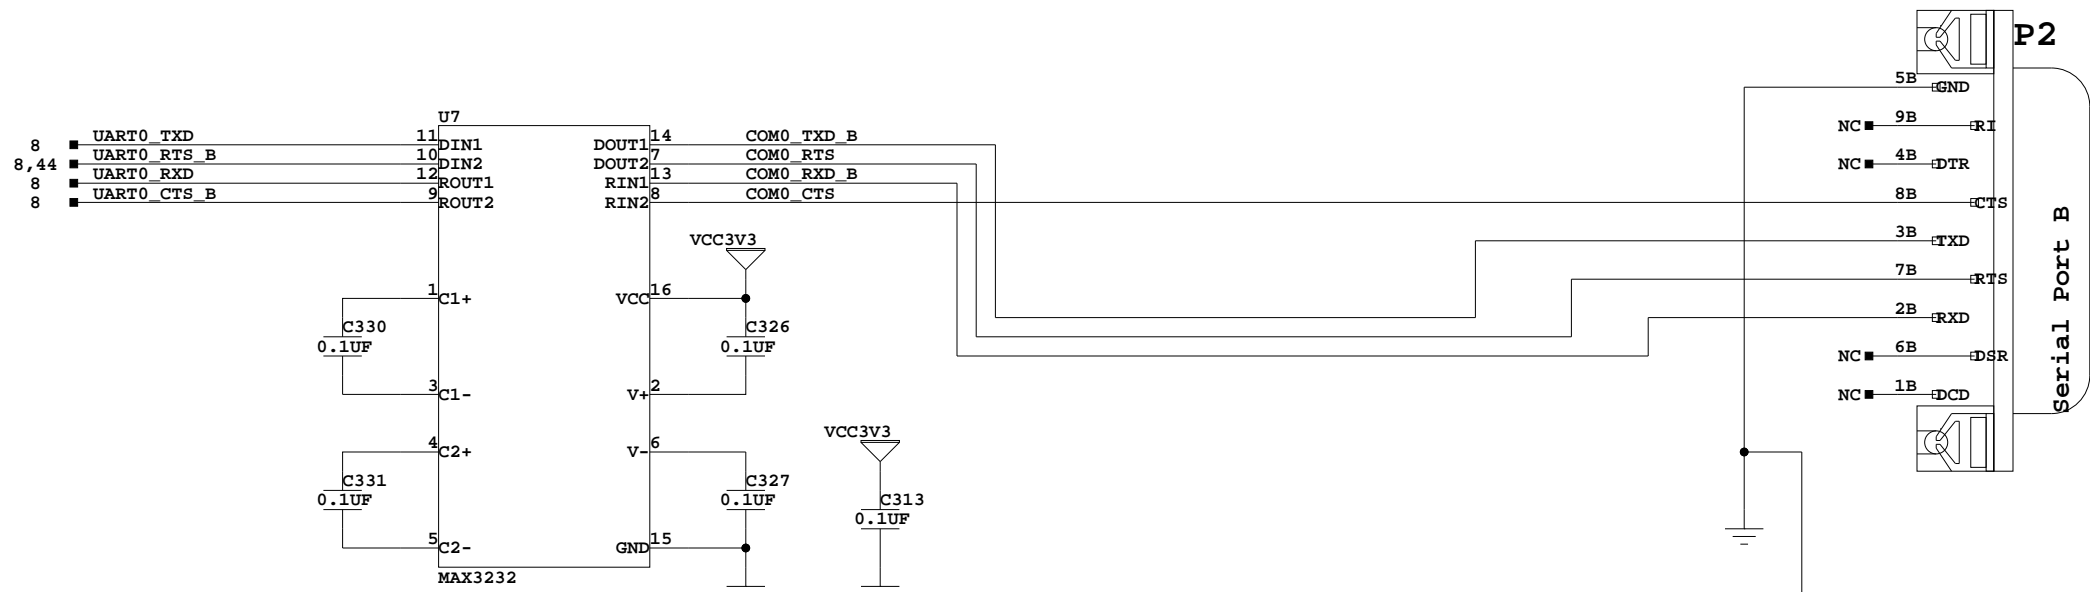 P2
5B GND
U7
8 UART0_TXD 11 DIN1 DOUT1 14 COM0_TXD_B NC 9B RI
8,44 UART0_RTS_B 10 DIN2 DOUT2 7 COM0_RTS NC 4B DTR
8 UART0_RXD 12 ROUT1 RIN1 13 COM0_RXD_B
8 UART0_CTS_B 9 ROUT2 RIN2 8 COM0_CTS 8B CTS
VCC3V3 3B TXD
7B RTS
1 C1+ VCC 16
C330 C326 2B RXD
0.1UF 0.1UF
NC 6B DSR
3 C1- V+ 2 NC 1B DCD
Serial Port B
VCC3V3
4 C2+ V- 6
C331 C327
0.1UF 0.1UF C313
0.1UF
5 C2- GND 15
MAX3232